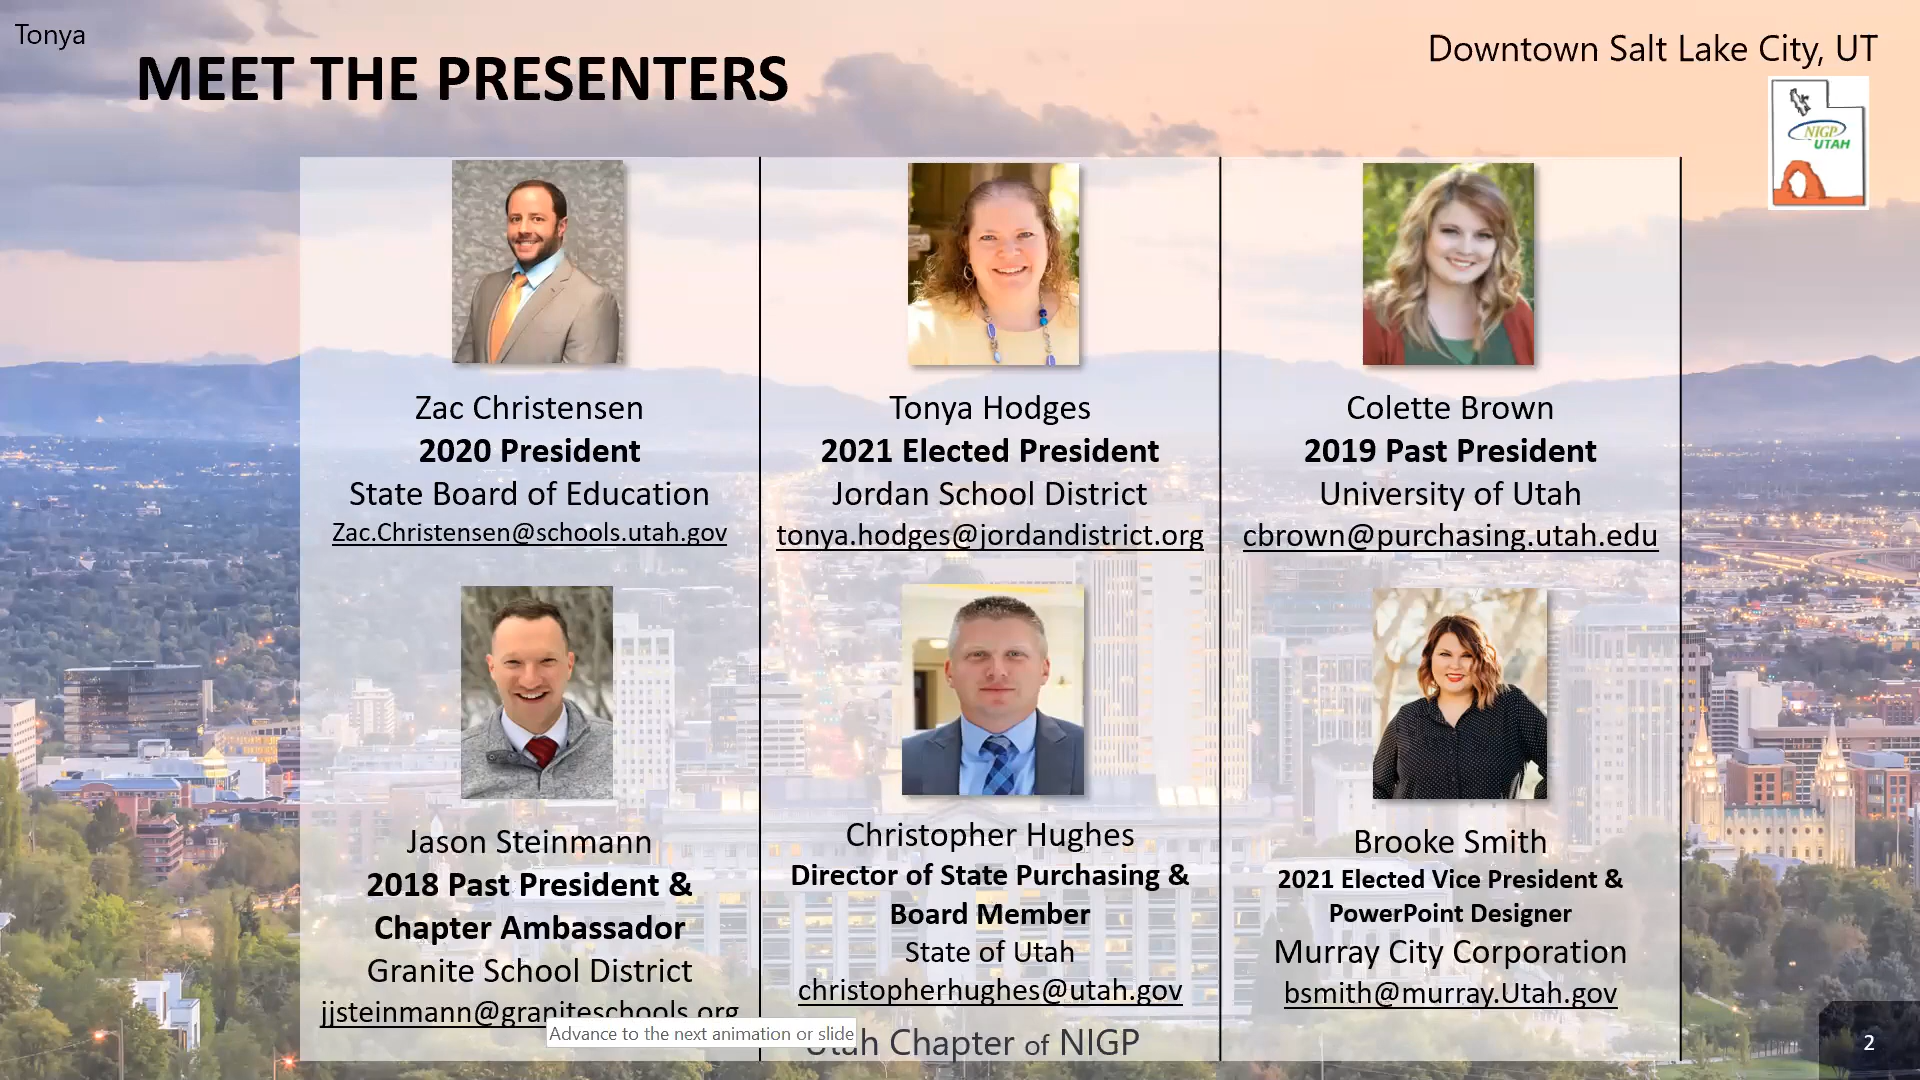 Tonya
MEET THE PRESENTERS
Downtown Salt Lake City, UT
NIGP
UTAH
Zac Christensen
2020 President
State Board of Education
Zac.Christensen@schools.utah.gov
Tonya Hodges
2021 Elected President
Jordan School District
tonya.hodges@jordandistrict.org
Colette Brown
2019 Past President
University of Utah
cbrown@purchasing.utah.edu
Jason Steinmann
2018 Past President &
Chapter Ambassador
Granite School District
jjsteinmann@graniteschools.org
Christopher Hughes
Director of State Purchasing &
Board Member
State of Utah
christopherhughes@utah.gov
Brooke Smith
2021 Elected Vice President &
PowerPoint Designer
Murray City Corporation
bsmith@murray.Utah.gov
Advance to the next animation or slide
Utah Chapter of NIGP
2